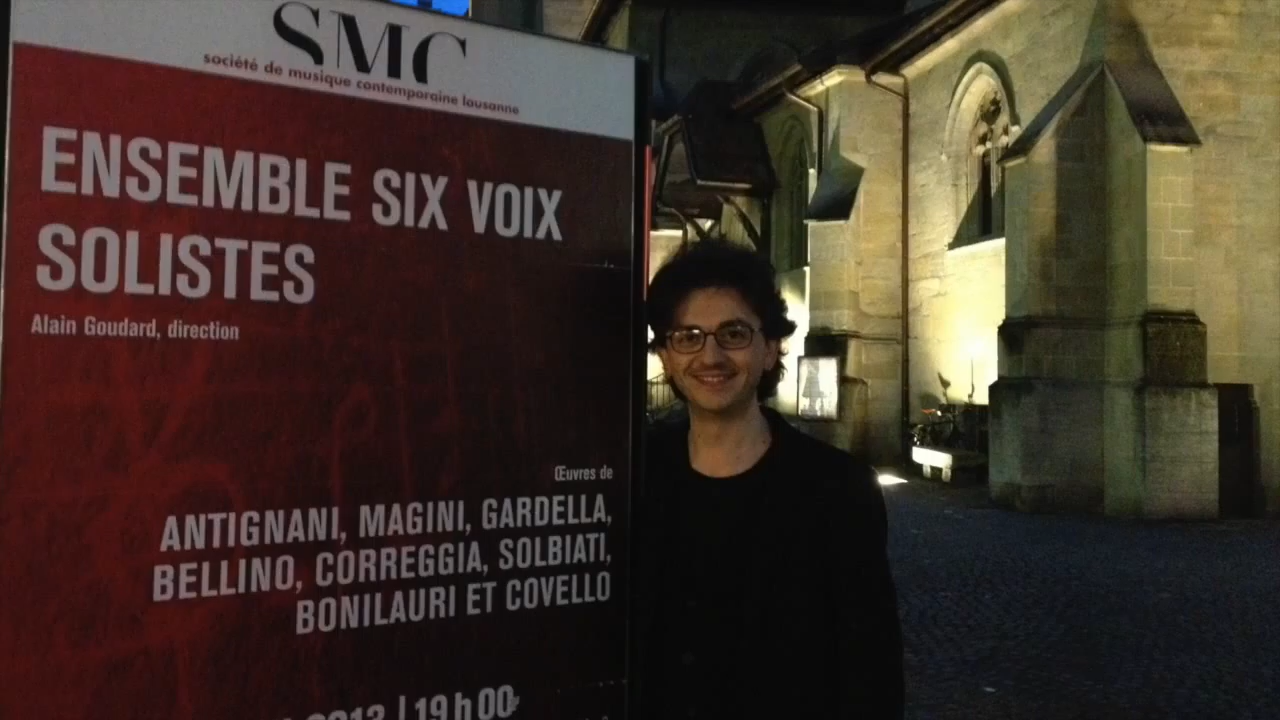 SMC
société de musique contemporaine lausanne
ENSEMBLE SIX VOIX
SOLISTES
Alain Goudard, direction
Œuvres de
ANTIGNANI, MAGINI, GARDELLA,
BELLINO, CORREGGIA, SOLBIATI,
BONILAURI ET COVELLO
2013 | 19 h 00